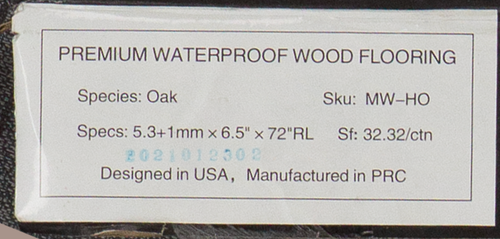 PREMIUM WATERPROOF WOOD FLOORING
Species: Oak Sku: MW-HO
Specs: 5.3+1mm × 6.5" × 72"RL Sf: 32.32/ctn
2021012302
Designed in USA, Manufactured in PRC